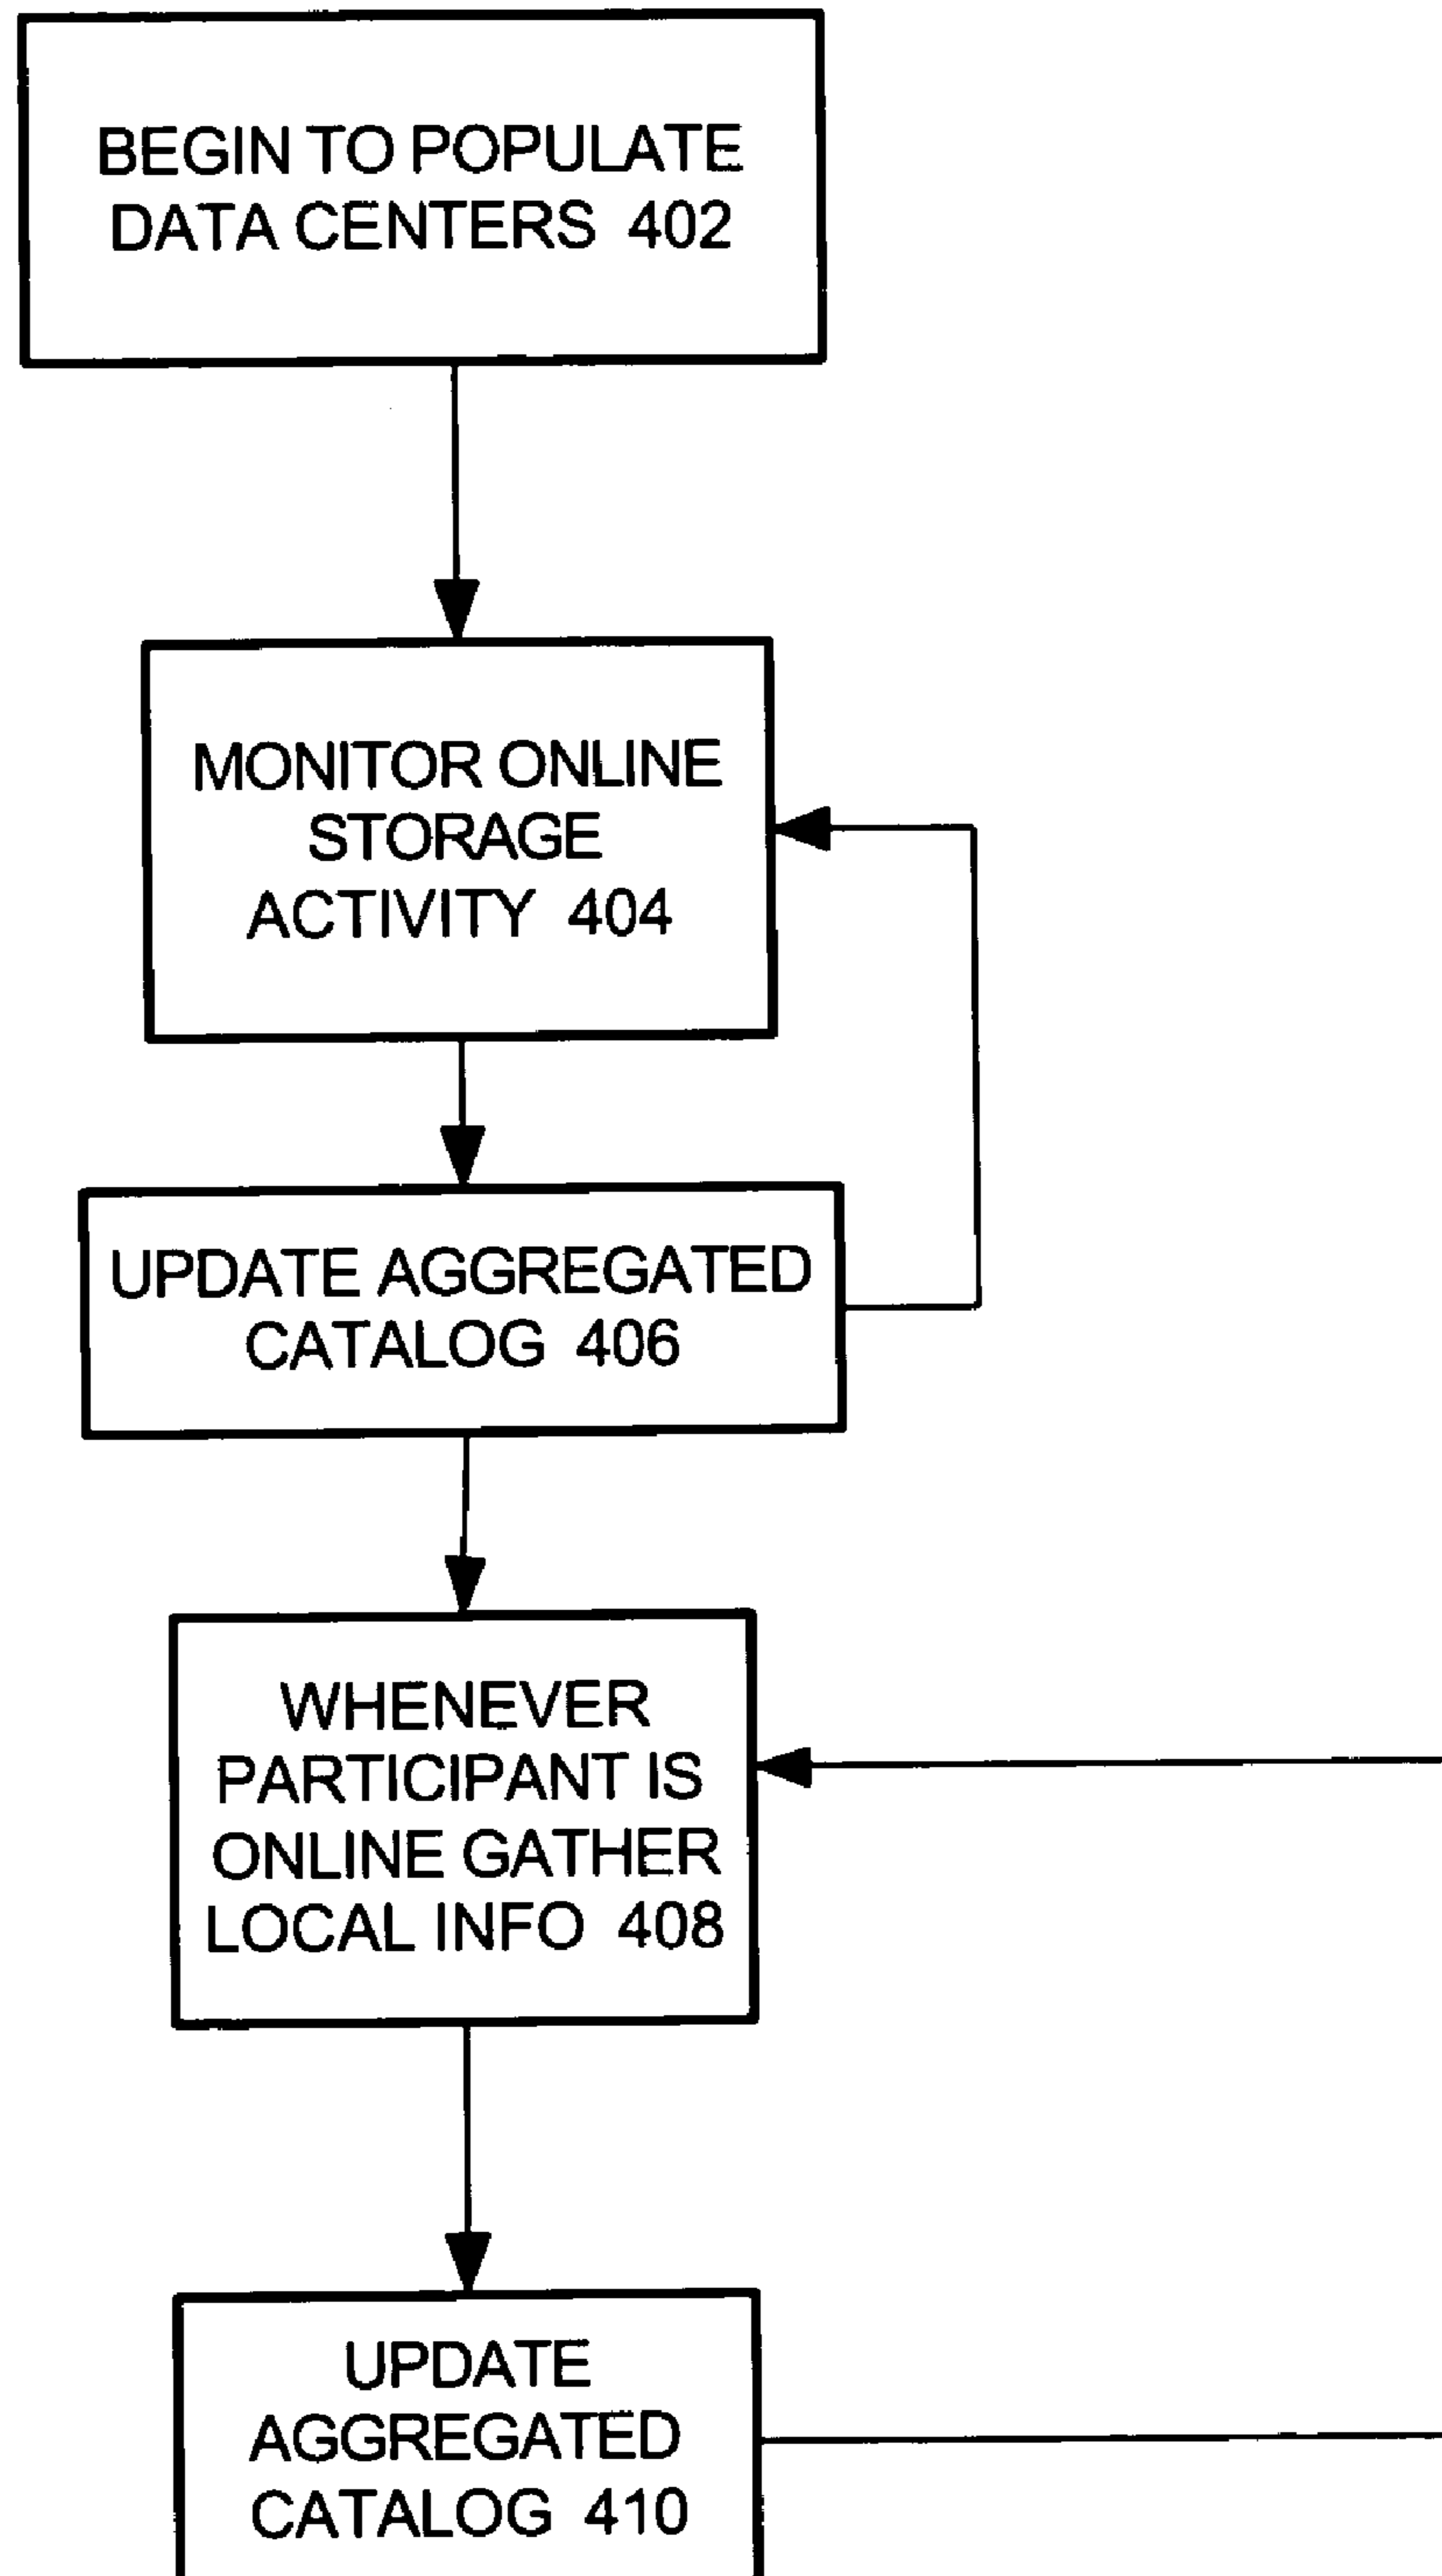 BEGIN TO POPULATE
DATA CENTERS 402
MONITOR ONLINE
STORAGE
ACTIVITY 404
UPDATE AGGREGATED
CATALOG 406
WHENEVER
PARTICIPANT IS
ONLINE GATHER
LOCAL INFO 408
UPDATE
AGGREGATED
CATALOG 410